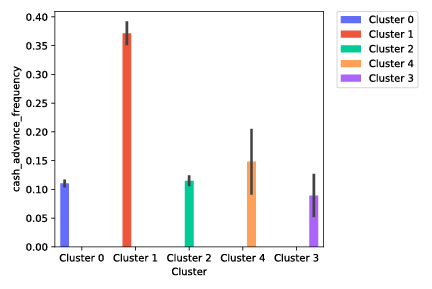 0.40
0.35
0.30
0.25
0.20
0.15
0.10
0.05
0.00
cash_advance_frequency
Cluster 0 Cluster 1 Cluster 2 Cluster 4 Cluster 3
Cluster
Cluster 0
Cluster 1
Cluster 2
Cluster 4
Cluster 3